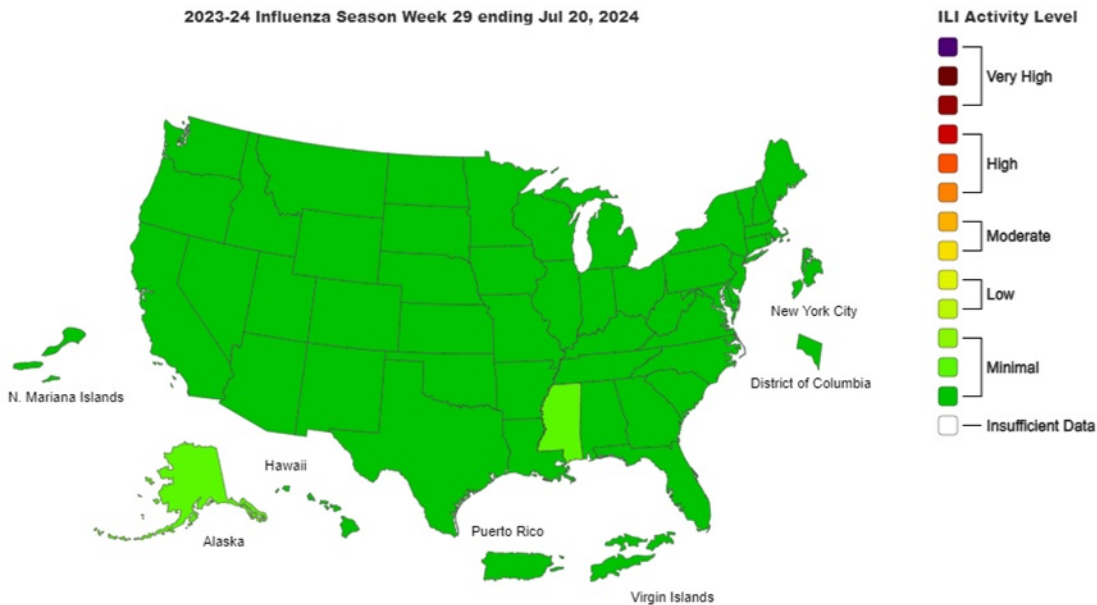 2023-24 Influenza Season Week 29 ending Jul 20, 2024
ILI Activity Level
Very High
High
Moderate
Low
Minimal
Insufficient Data
New York City
District of Columbia
N. Mariana Islands
Hawaii
Alaska
Puerto Rico
Virgin Islands